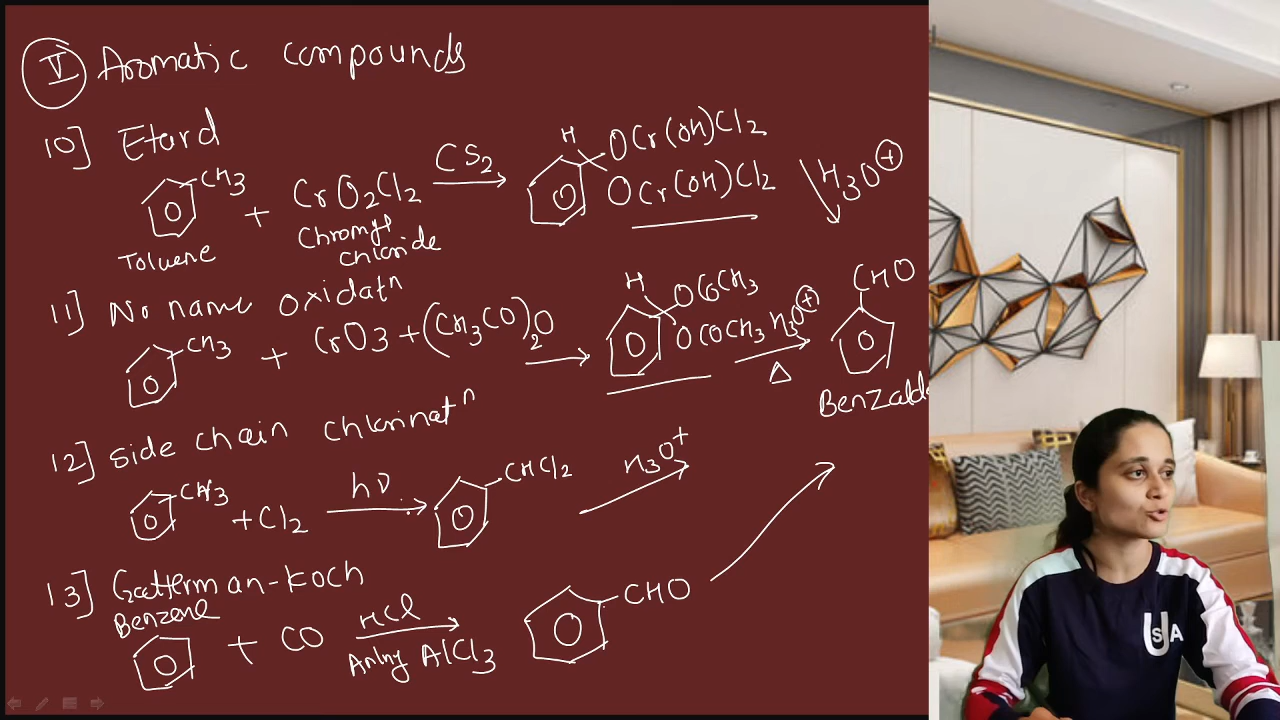 V Aromatic compounds
10] Etard
CH3 + CrO2Cl2 CS2 H OCr(OH)Cl2 H3O+
OCr(OH)Cl2
Toluene Chromyl chloride
11] No name oxidatn
CH3 + CrO3 + (CH3CO)2O H OCOCH3 CHO
OCOCH3 H3O+
Δ
Benzalde
12] side chain chlorinatn
CH3 + Cl2 hν CHCl2 H3O+
13] Gatterman-Koch
Benzene
+ CO HCl CHO
Anhy AlCl3
USA